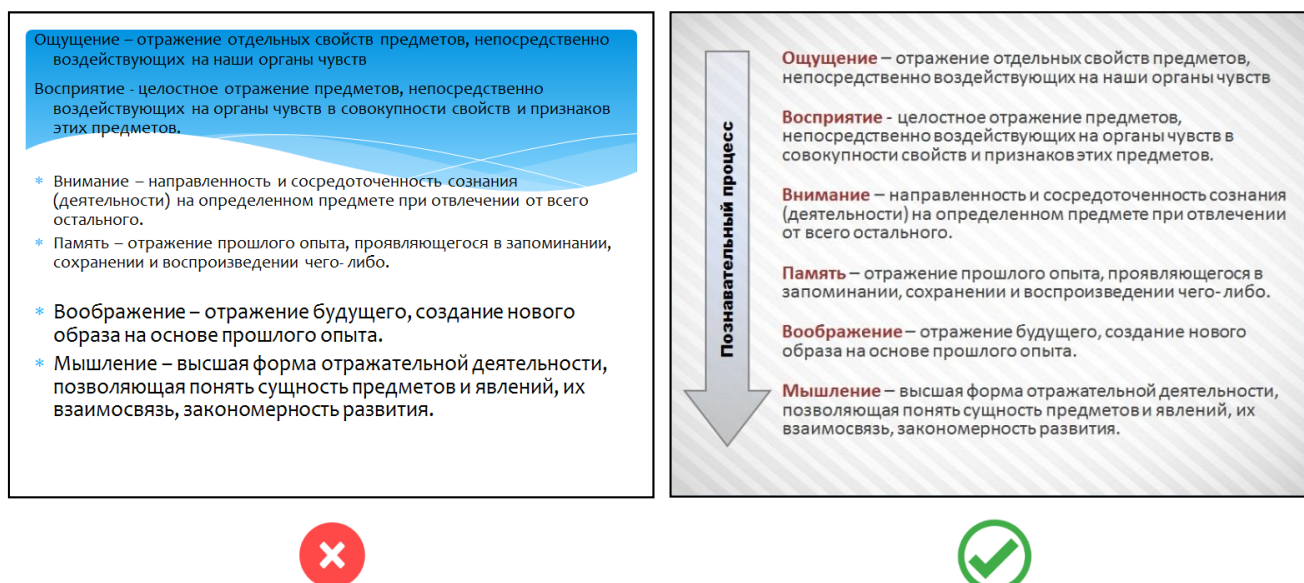 Ощущение – отражение отдельных свойств предметов, непосредственно
воздействующих на наши органы чувств
Восприятие - целостное отражение предметов, непосредственно
воздействующих на органы чувств в совокупности свойств и признаков
этих предметов.
* Внимание – направленность и сосредоточенность сознания
(деятельности) на определенном предмете при отвлечении от всего
остального.
* Память – отражение прошлого опыта, проявляющегося в запоминании,
сохранении и воспроизведении чего- либо.
* Воображение – отражение будущего, создание нового
образа на основе прошлого опыта.
* Мышление – высшая форма отражательной деятельности,
позволяющая понять сущность предметов и явлений, их
взаимосвязь, закономерность развития.
Познавательный процесс
Ощущение – отражение отдельных свойств предметов,
непосредственно воздействующих на наши органы чувств
Восприятие - целостное отражение предметов,
непосредственно воздействующих на органы чувств в
совокупности свойств и признаков этих предметов.
Внимание – направленность и сосредоточенность сознания
(деятельности) на определенном предмете при отвлечении
от всего остального.
Память – отражение прошлого опыта, проявляющегося в
запоминании, сохранении и воспроизведении чего- либо.
Воображение – отражение будущего, создание нового
образа на основе прошлого опыта.
Мышление – высшая форма отражательной деятельности,
позволяющая понять сущность предметов и явлений, их
взаимосвязь, закономерность развития.